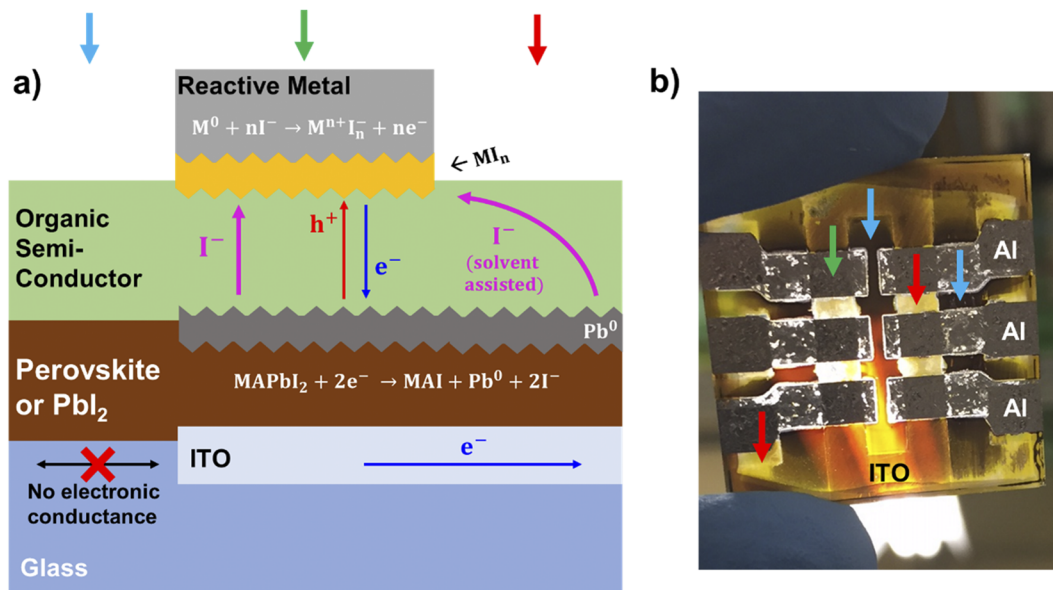 a)
Reactive Metal
M⁰ + nI⁻ → Mⁿ⁺Iₙ⁻ + ne⁻
← MIₙ
Organic
Semi-
Conductor
I⁻
h⁺
e⁻
I⁻
(solvent
assisted)
Pb⁰
Perovskite
or PbI₂
MAPbI₂ + 2e⁻ → MAI + Pb⁰ + 2I⁻
ITO
e⁻
No electronic
conductance
Glass
b)
Al
Al
ITO